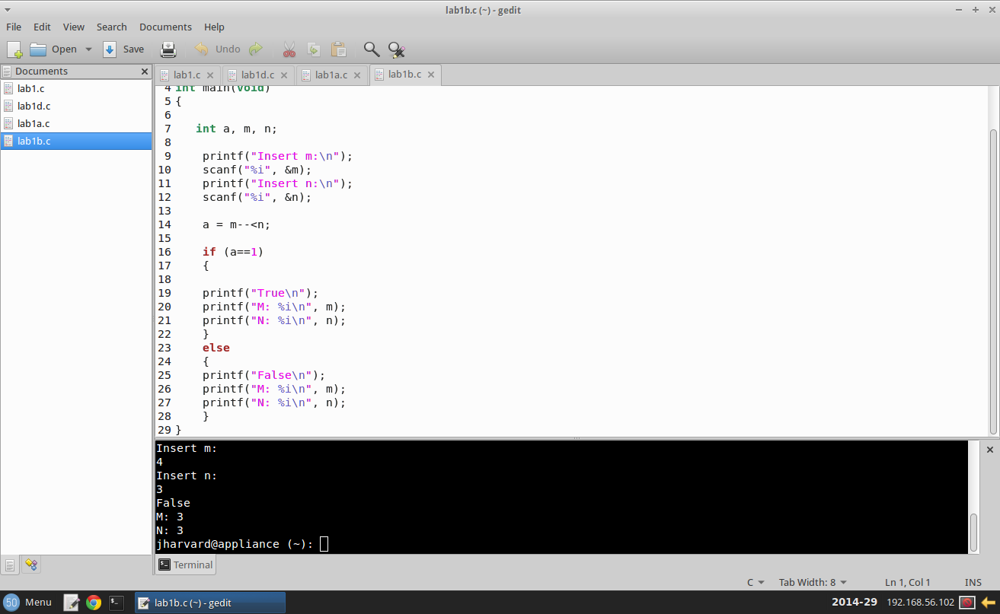 lab1b.c (~) - gedit
File Edit View Search Documents Help
Open Save Undo
Documents
lab1.c
lab1d.c
lab1a.c
lab1b.c
lab1.c lab1d.c lab1a.c lab1b.c
4 int main(void)
5 {
6
7 int a, m, n;
8
9 printf("Insert m:\n");
10 scanf("%i", &m);
11 printf("Insert n:\n");
12 scanf("%i", &n);
13
14 a = m--<n;
15
16 if (a==1)
17 {
18
19 printf("True\n");
20 printf("M: %i\n", m);
21 printf("N: %i\n", n);
22 }
23 else
24 {
25 printf("False\n");
26 printf("M: %i\n", m);
27 printf("N: %i\n", n);
28 }
29 }
Insert m:
4
Insert n:
3
False
M: 3
N: 3
jharvard@appliance (~):
Terminal
C Tab Width: 8 Ln 1, Col 1 INS
50 Menu lab1b.c (~) - gedit 2014-29 192.168.56.102